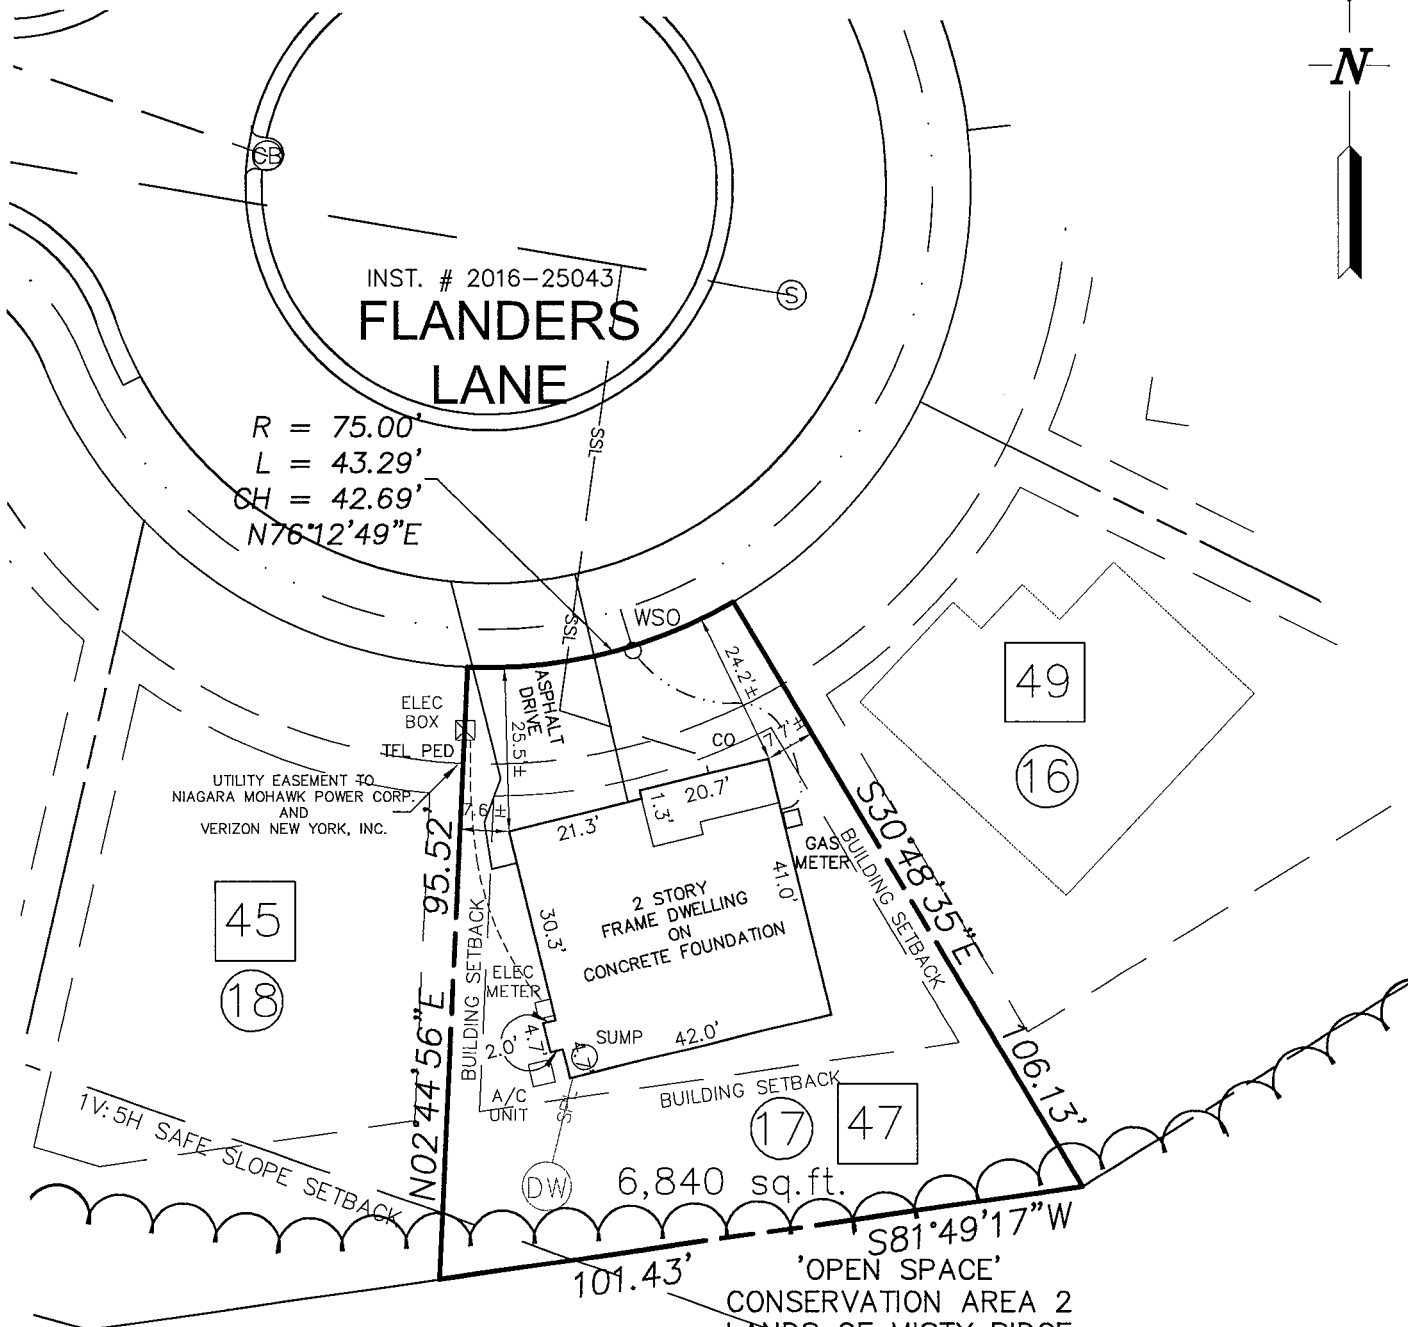 N
CB
S
INST. # 2016-25043
FLANDERS
LANE
R = 75.00'
L = 43.29'
CH = 42.69'
N76°12'49"E
SSL
SSL
WSO
ASPHALT
DRIVE
24.2'±
25.5'±
ELEC
BOX
TEL PED
UTILITY EASEMENT TO
NIAGARA MOHAWK POWER CORP.
AND
VERIZON NEW YORK, INC.
7.6'±
CO
7.7'±
49
16
21.3'
1.3'
20.7'
GAS
METER
41.0'
30.3'
2 STORY
FRAME DWELLING
ON
CONCRETE FOUNDATION
BUILDING SETBACK
S30°48'35"E
106.13'
45
18
N02°44'56"E 95.52'
BUILDING SETBACK
ELEC
METER
4.7'
2.0'
4.7'
SUMP
42.0'
A/C
UNIT
BUILDING SETBACK
17
47
DW
6,840 sq.ft.
1V:5H SAFE SLOPE SETBACK
S81°49'17"W
101.43'
'OPEN SPACE'
CONSERVATION AREA 2
LANDS OF MISTY RIDGE